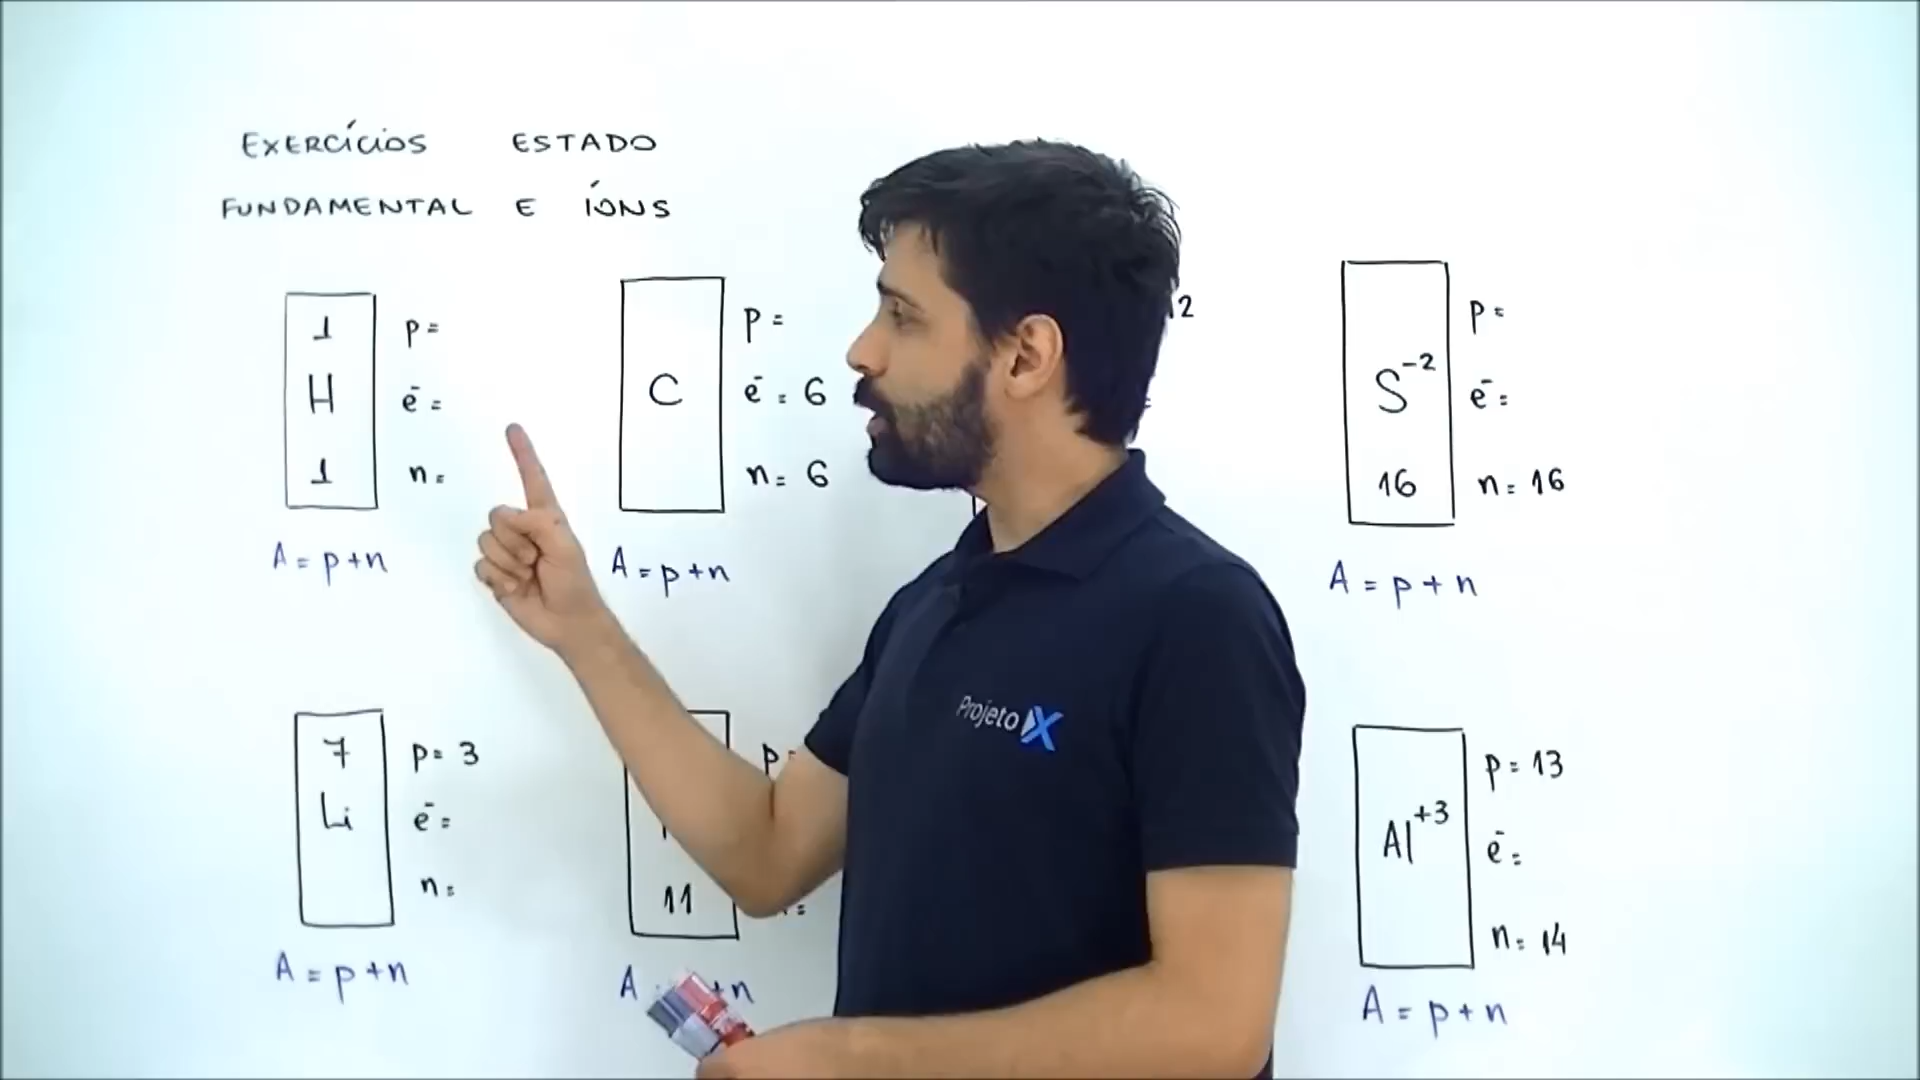 EXERCÍCIOS ESTADO
FUNDAMENTAL E ÍONS
1
H
1
p =
e⁻ =
n =
A = p + n
C
p =
e⁻ = 6
n = 6
A = p + n
12
S⁻²
16
p =
e⁻ =
n = 16
A = p + n
7
Li
p = 3
e⁻ =
n =
A = p + n
11
p =
A + n
Al⁺³
p = 13
e⁻ =
n = 14
A = p + n
Projeto X